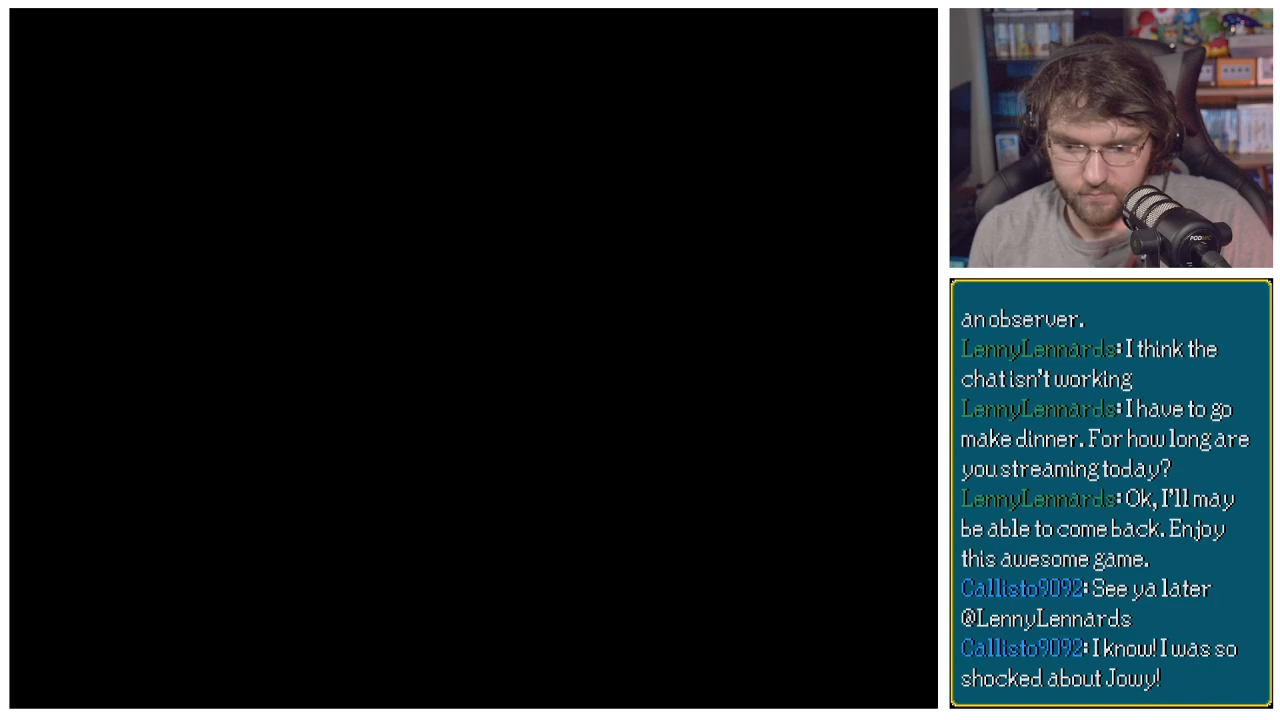 PODMIC
an observer.
LennyLennards: I think the
chat isn't working
LennyLennards: I have to go
make dinner. For how long are
you streaming today?
LennyLennards: Ok, I'll may
be able to come back. Enjoy
this awesome game.
Callisto9092: See ya later
@LennyLennards
Callisto9092: I know! I was so
shocked about Jowy!